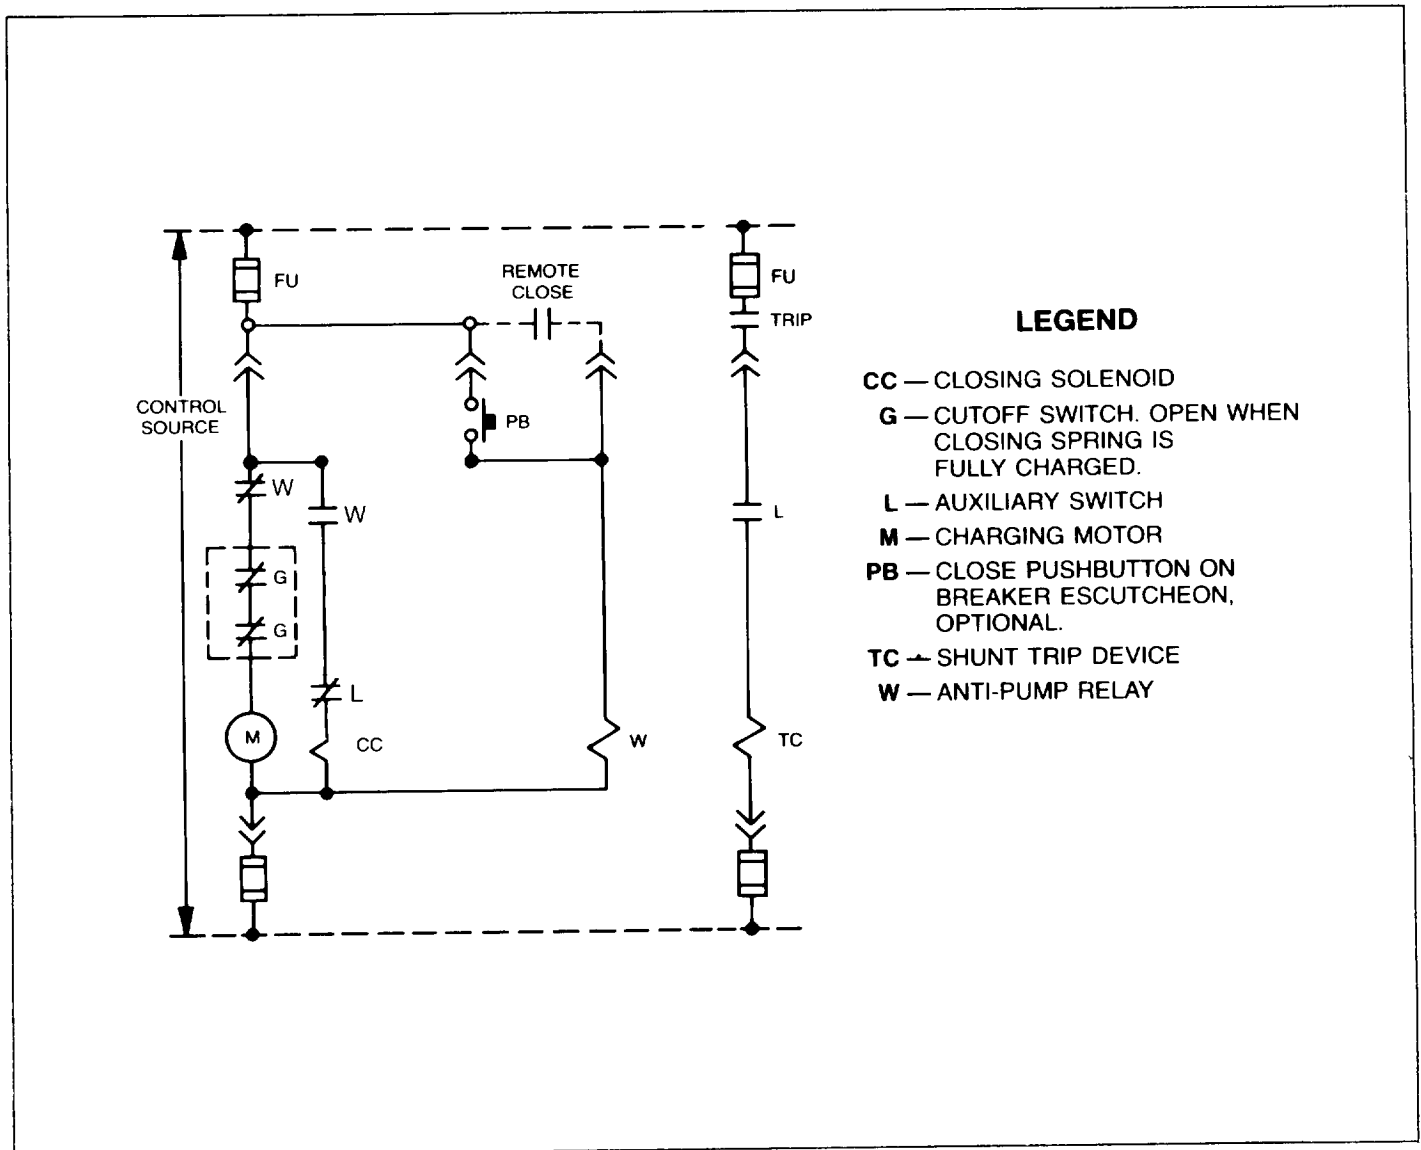 FU
REMOTE
CLOSE
FU
TRIP
CONTROL
SOURCE
PB
W
W
G
G
L
L
M
CC
W
TC
LEGEND
CC — CLOSING SOLENOID
G — CUTOFF SWITCH. OPEN WHEN
CLOSING SPRING IS
FULLY CHARGED.
L — AUXILIARY SWITCH
M — CHARGING MOTOR
PB — CLOSE PUSHBUTTON ON
BREAKER ESCUTCHEON,
OPTIONAL.
TC — SHUNT TRIP DEVICE
W — ANTI-PUMP RELAY